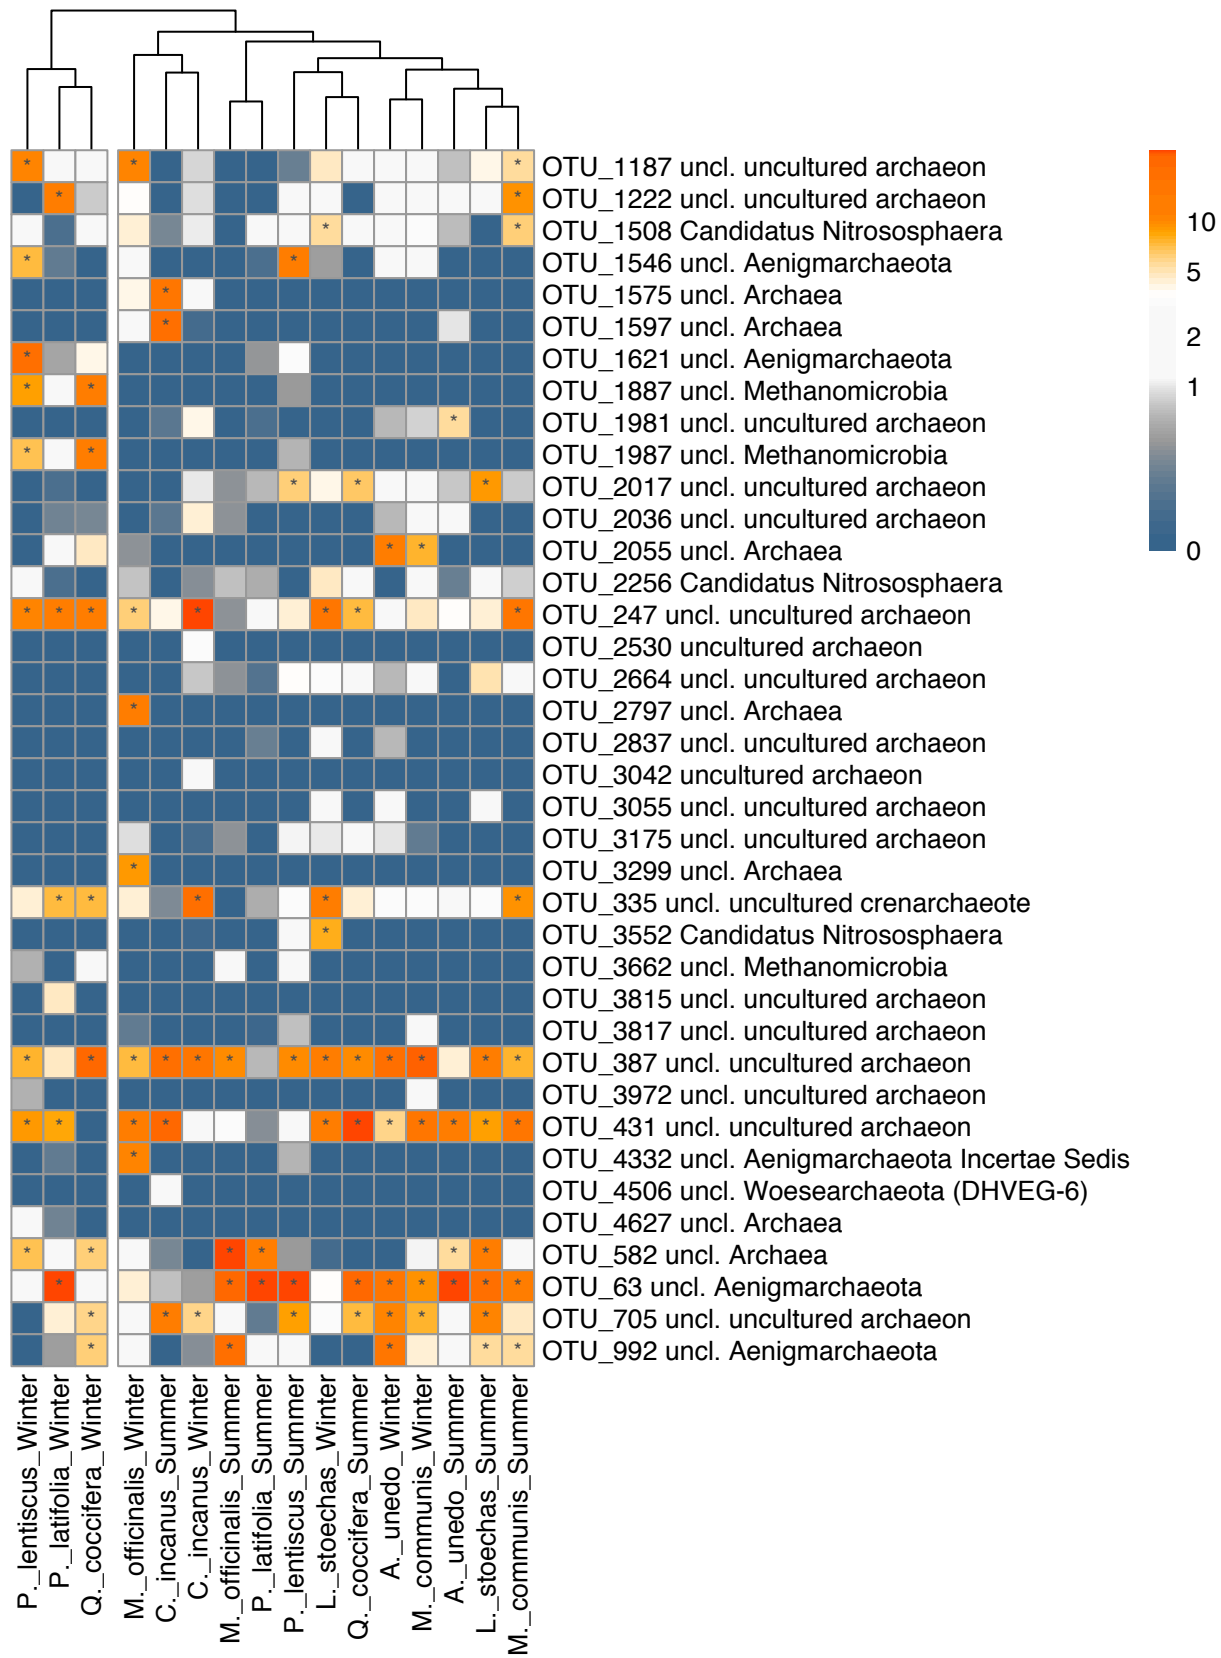 OTU_1187 uncl. uncultured archaeon
OTU_1222 uncl. uncultured archaeon
OTU_1508 Candidatus Nitrososphaera
OTU_1546 uncl. Aenigmarchaeota
OTU_1575 uncl. Archaea
OTU_1597 uncl. Archaea
OTU_1621 uncl. Aenigmarchaeota
OTU_1887 uncl. Methanomicrobia
OTU_1981 uncl. uncultured archaeon
OTU_1987 uncl. Methanomicrobia
OTU_2017 uncl. uncultured archaeon
OTU_2036 uncl. uncultured archaeon
OTU_2055 uncl. Archaea
OTU_2256 Candidatus Nitrososphaera
OTU_247 uncl. uncultured archaeon
OTU_2530 uncultured archaeon
OTU_2664 uncl. uncultured archaeon
OTU_2797 uncl. Archaea
OTU_2837 uncl. uncultured archaeon
OTU_3042 uncultured archaeon
OTU_3055 uncl. uncultured archaeon
OTU_3175 uncl. uncultured archaeon
OTU_3299 uncl. Archaea
OTU_335 uncl. uncultured crenarchaeote
OTU_3552 Candidatus Nitrososphaera
OTU_3662 uncl. Methanomicrobia
OTU_3815 uncl. uncultured archaeon
OTU_3817 uncl. uncultured archaeon
OTU_387 uncl. uncultured archaeon
OTU_3972 uncl. uncultured archaeon
OTU_431 uncl. uncultured archaeon
OTU_4332 uncl. Aenigmarchaeota Incertae Sedis
OTU_4506 uncl. Woesearchaeota (DHVEG-6)
OTU_4627 uncl. Archaea
OTU_582 uncl. Archaea
OTU_63 uncl. Aenigmarchaeota
OTU_705 uncl. uncultured archaeon
OTU_992 uncl. Aenigmarchaeota
10
5
2
1
0
P._lentiscus_Winter
P._latifolia_Winter
Q._coccifera_Winter
M._officinalis_Winter
C._incanus_Summer
C._incanus_Winter
M._officinalis_Summer
P._latifolia_Summer
P._lentiscus_Summer
L._stoechas_Winter
Q._coccifera_Summer
A._unedo_Winter
M._communis_Winter
A._unedo_Summer
L._stoechas_Summer
M._communis_Summer